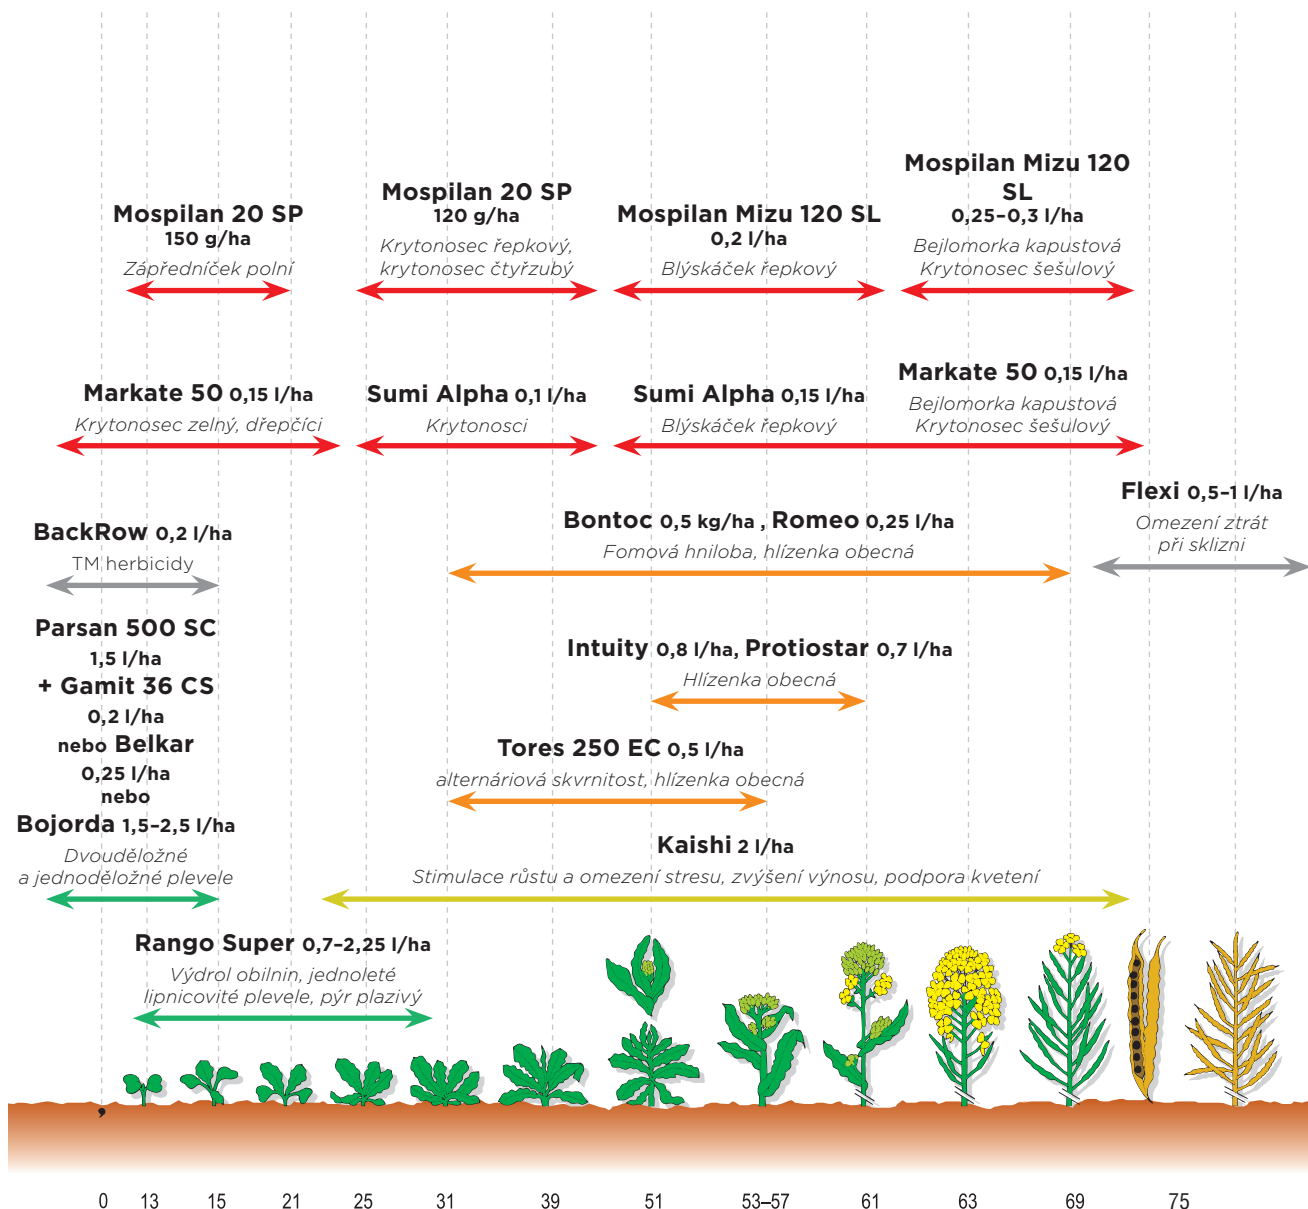 Mospilan 20 SP
150 g/ha
Zápředníček polní
Mospilan 20 SP
120 g/ha
Krytonosec řepkový,
krytonosec čtyřzubý
Mospilan Mizu 120 SL
0,2 l/ha
Blýskáček řepkový
Mospilan Mizu 120
SL
0,25–0,3 l/ha
Bejlomorka kapustová
Krytonosec šešulový
Markate 50 0,15 l/ha
Krytonosec zelný, dřepčíci
Sumi Alpha 0,1 l/ha
Krytonosci
Sumi Alpha 0,15 l/ha
Blýskáček řepkový
Markate 50 0,15 l/ha
Bejlomorka kapustová
Krytonosec šešulový
BackRow 0,2 l/ha
TM herbicidy
Bontoc 0,5 kg/ha , Romeo 0,25 l/ha
Fomová hniloba, hlízenka obecná
Flexi 0,5–1 l/ha
Omezení ztrát
při sklizni
Parsan 500 SC
1,5 l/ha
+ Gamit 36 CS
0,2 l/ha
nebo Belkar
0,25 l/ha
nebo
Bojorda 1,5–2,5 l/ha
Dvouděložné
a jednoděložné plevele
Intuity 0,8 l/ha, Protiostar 0,7 l/ha
Hlízenka obecná
Tores 250 EC 0,5 l/ha
alternáriová skvrnitost, hlízenka obecná
Kaishi 2 l/ha
Stimulace růstu a omezení stresu, zvýšení výnosu, podpora kvetení
Rango Super 0,7–2,25 l/ha
Výdrol obilnin, jednoleté
lipnicovité plevele, pýr plazivý
0 13 15 21 25 31 39 51 53–57 61 63 69 75